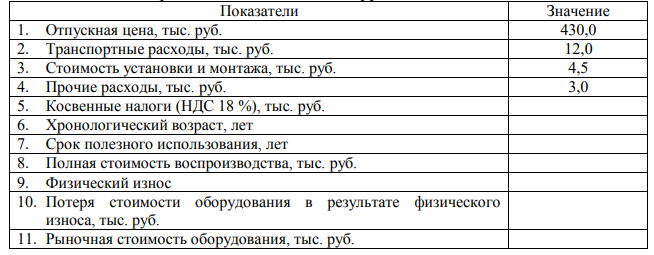 Показатели Значение
1. Отпускная цена, тыс. руб. 430,0
2. Транспортные расходы, тыс. руб. 12,0
3. Стоимость установки и монтажа, тыс. руб. 4,5
4. Прочие расходы, тыс. руб. 3,0
5. Косвенные налоги (НДС 18 %), тыс. руб.
6. Хронологический возраст, лет
7. Срок полезного использования, лет
8. Полная стоимость воспроизводства, тыс. руб.
9. Физический износ
10. Потеря стоимости оборудования в результате физического
износа, тыс. руб.
11. Рыночная стоимость оборудования, тыс. руб.